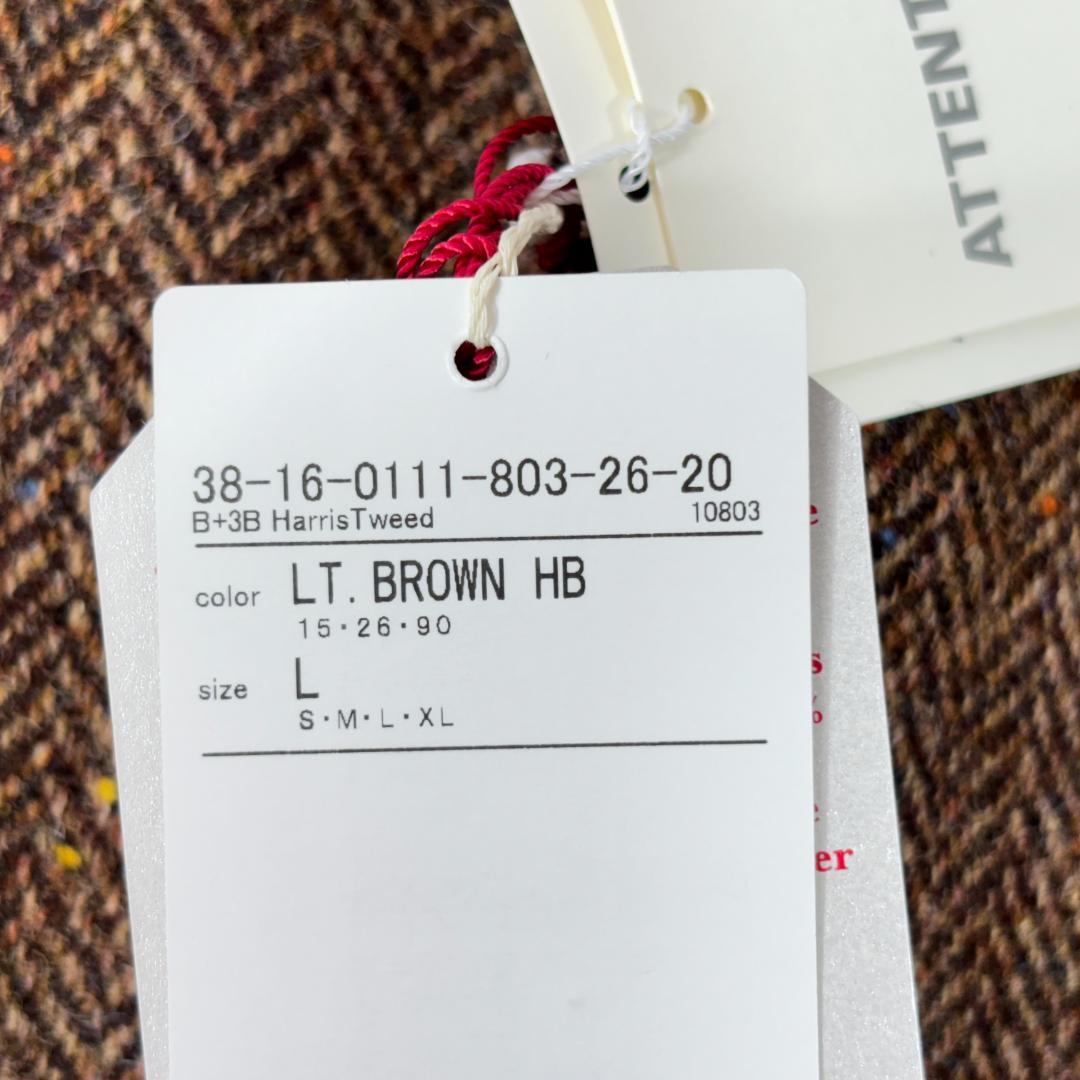 ATTENT
38-16-0111-803-26-20
B+3B HarrisTweed 10803
color LT. BROWN HB
15・26・90
size L
S・M・L・XL
e
s
%
e
er